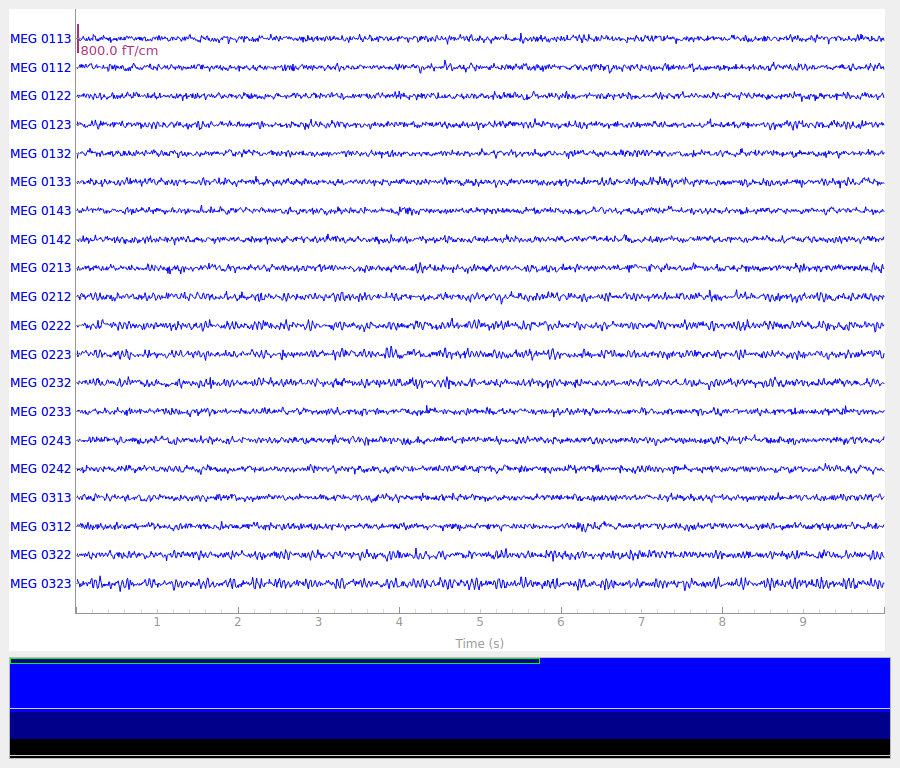 MEG 0113
800.0 fT/cm
MEG 0112
MEG 0122
MEG 0123
MEG 0132
MEG 0133
MEG 0143
MEG 0142
MEG 0213
MEG 0212
MEG 0222
MEG 0223
MEG 0232
MEG 0233
MEG 0243
MEG 0242
MEG 0313
MEG 0312
MEG 0322
MEG 0323
1 2 3 4 5 6 7 8 9
Time (s)